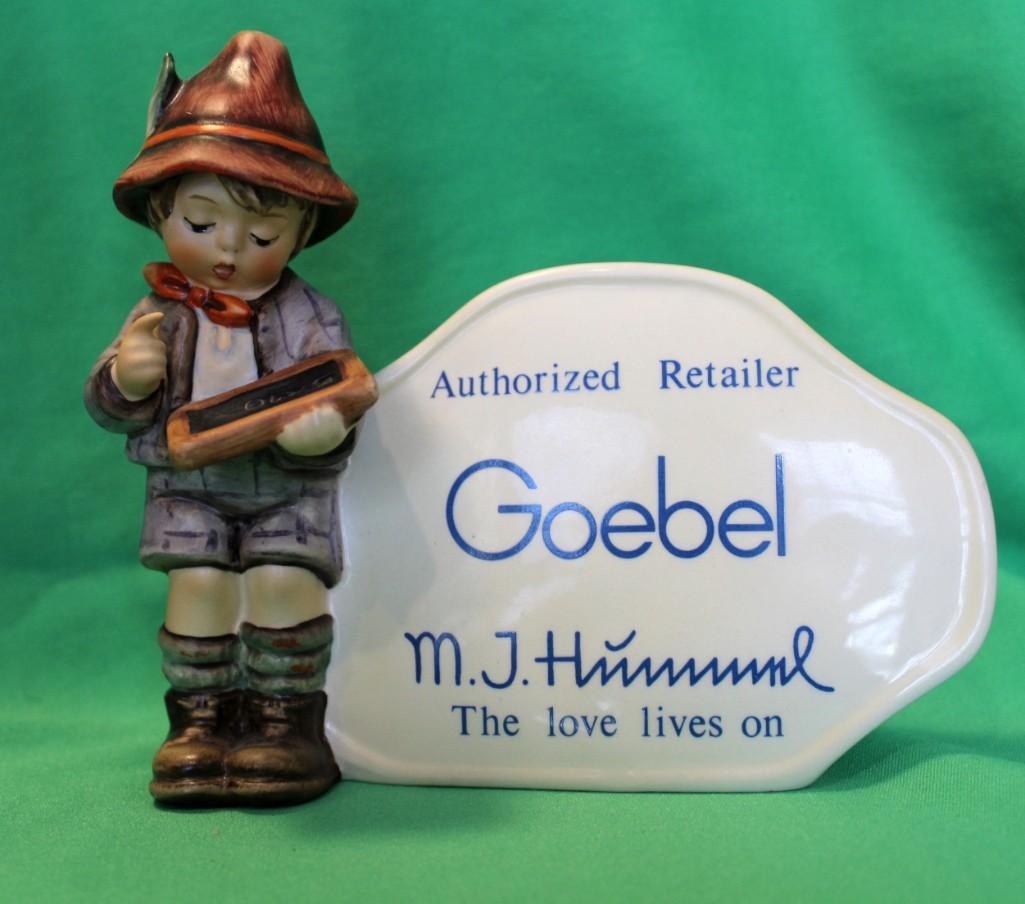 Authorized Retailer
Goebel
M.J. Hummel
The love lives on